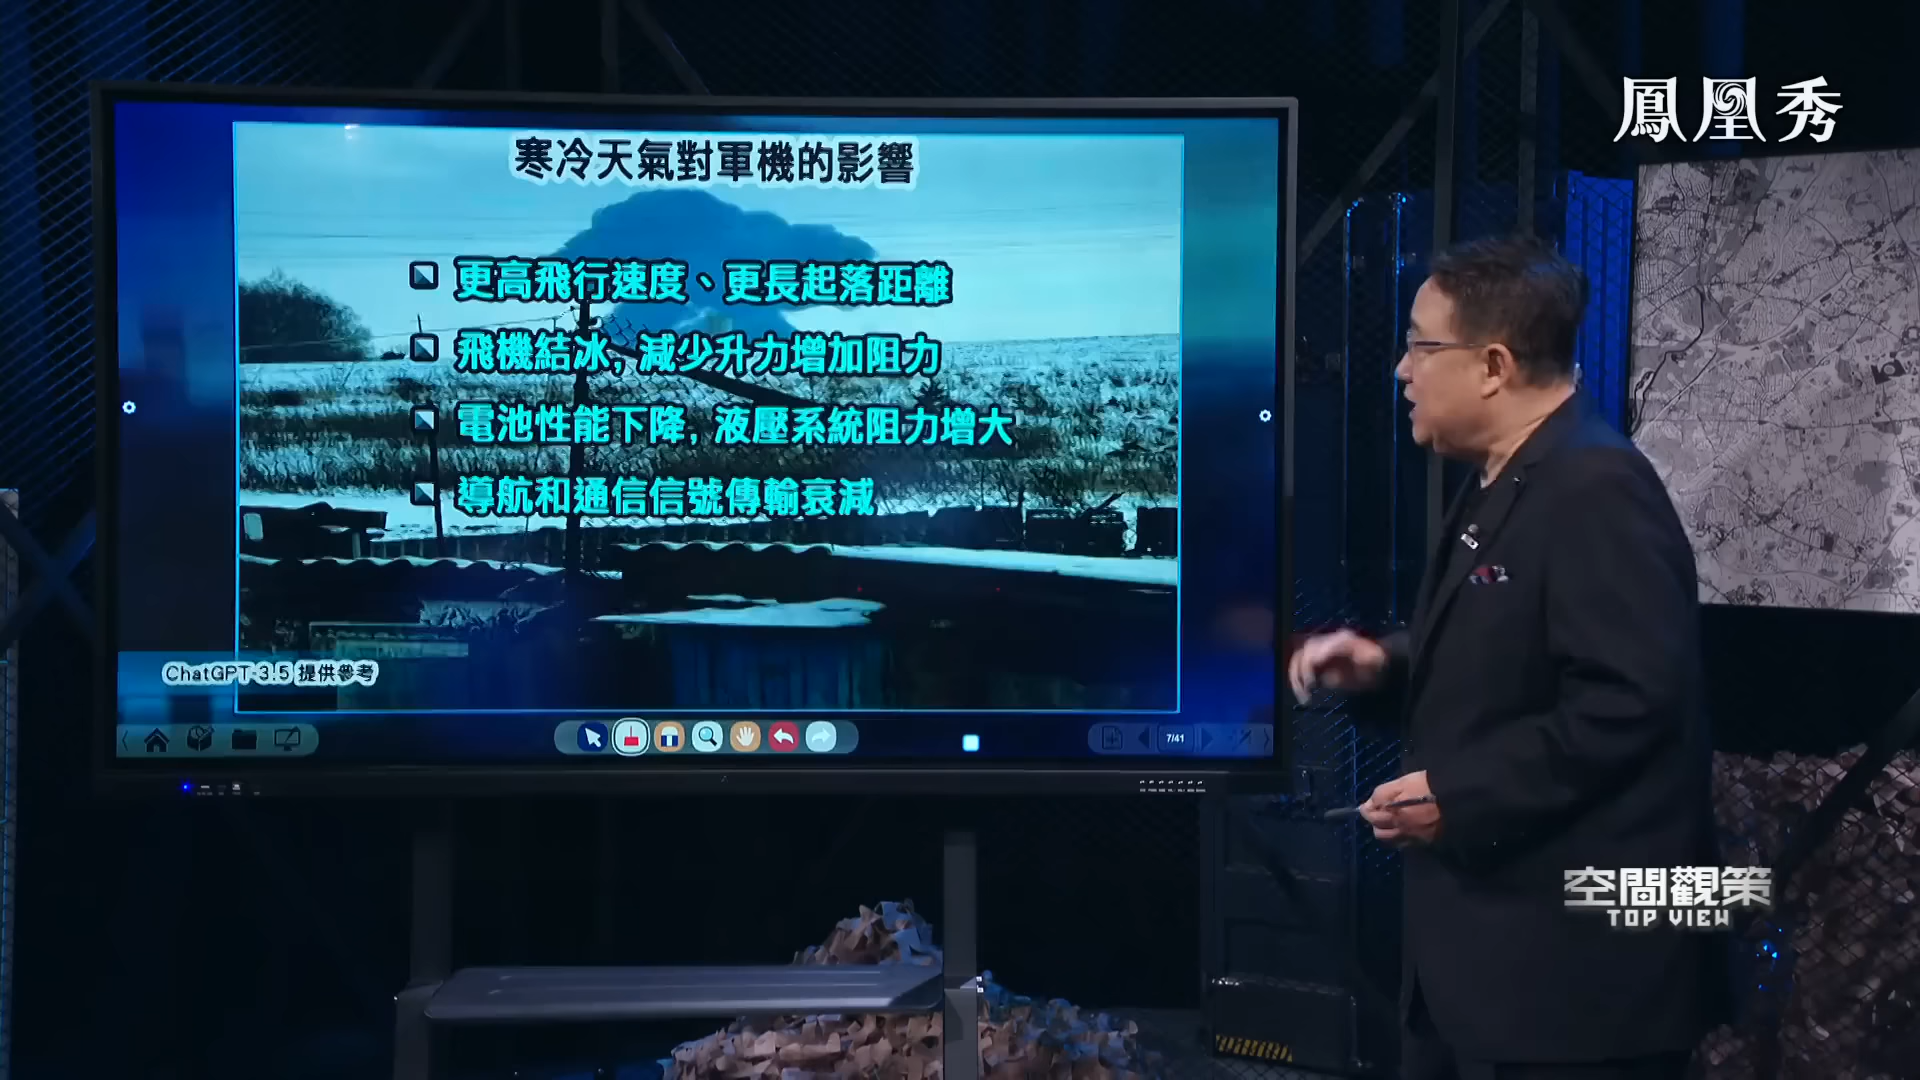 鳳凰秀
寒冷天氣對軍機的影響
更高飛行速度、更長起落距離
飛機結冰, 減少升力增加阻力
電池性能下降, 液壓系統阻力增大
導航和通信信號傳輸衰減
ChatGPT 3.5 提供參考
7/41
空間觀策
TOP VIEW